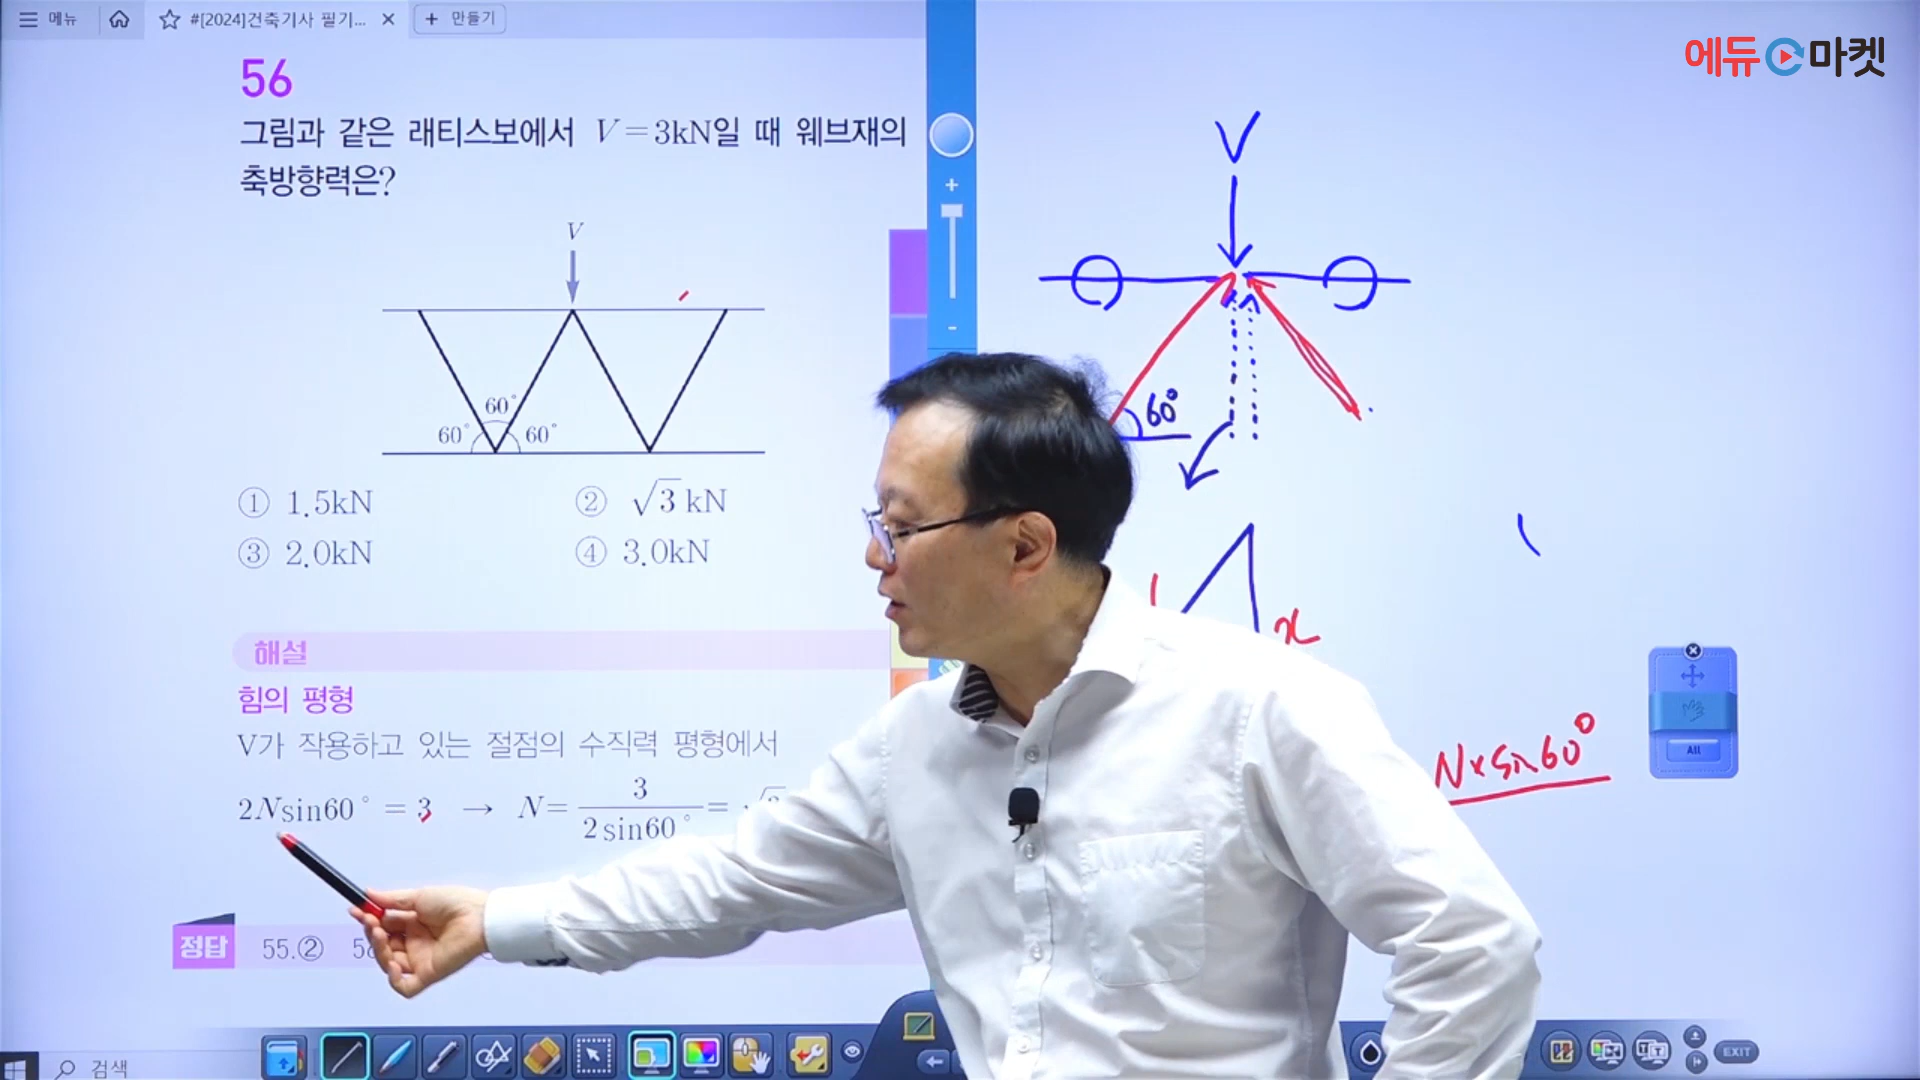 메뉴
#[2024]건축기사 필기...
만들기
에듀마켓
56
그림과 같은 래티스보에서 V=3kN일 때 웨브재의
축방향력은?
V
60°
60°
60°
① 1.5kN
② √3 kN
③ 2.0kN
④ 3.0kN
해설
힘의 평형
V가 작용하고 있는 절점의 수직력 평형에서
2Nsin60° = 3 → N= 3/(2sin60°) =
정답 55.②
V
60°
x
N×sin60°
All
검색
EXIT